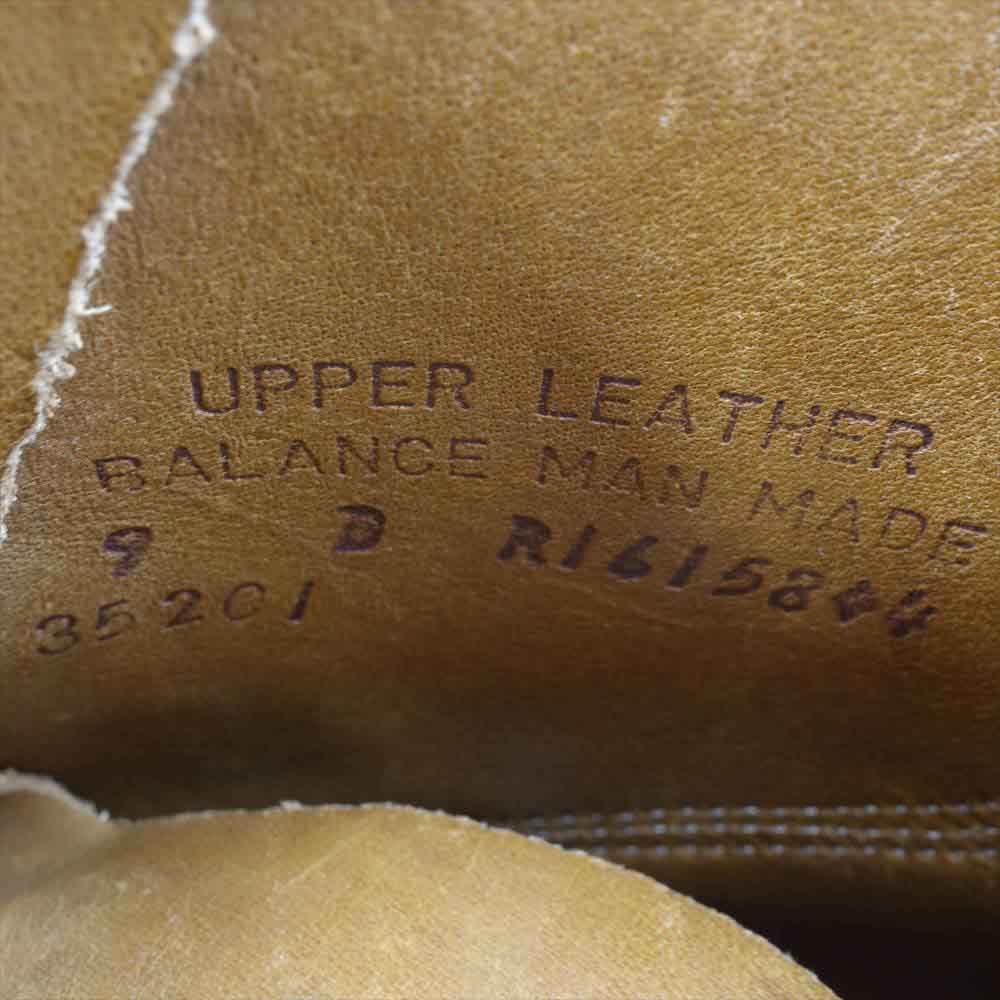 UPPER LEATHER
BALANCE MAN MADE
9 D R1615844
35201